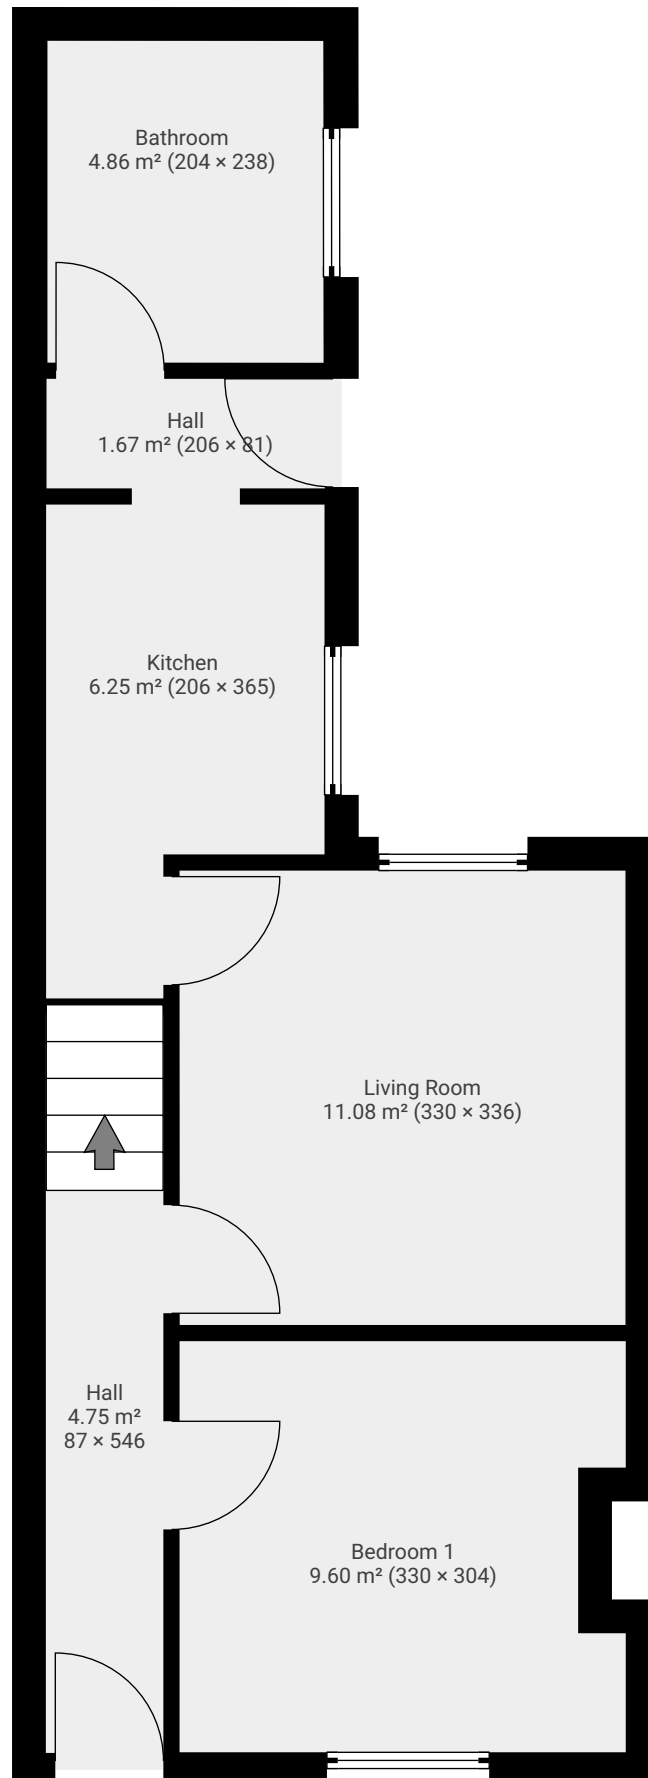 Bathroom
4.86 m² (204 × 238)
Hall
1.67 m² (206 × 81)
Kitchen
6.25 m² (206 × 365)
Living Room
11.08 m² (330 × 336)
Hall
4.75 m²
87 × 546
Bedroom 1
9.60 m² (330 × 304)